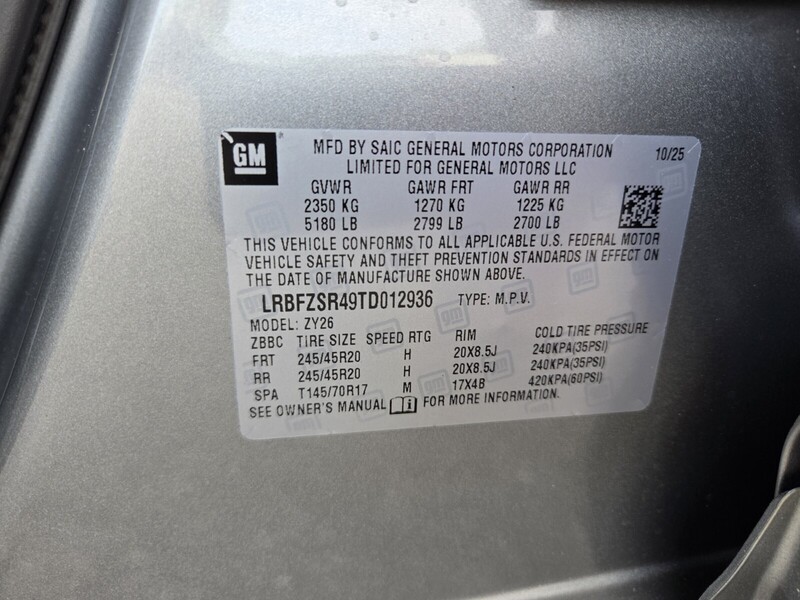 GM
MFD BY SAIC GENERAL MOTORS CORPORATION 10/25
LIMITED FOR GENERAL MOTORS LLC
GVWR GAWR FRT GAWR RR
2350 KG 1270 KG 1225 KG
5180 LB 2799 LB 2700 LB
THIS VEHICLE CONFORMS TO ALL APPLICABLE U.S. FEDERAL MOTOR
VEHICLE SAFETY AND THEFT PREVENTION STANDARDS IN EFFECT ON
THE DATE OF MANUFACTURE SHOWN ABOVE.
LRBFZSR49TD012936 TYPE: M.P.V.
MODEL: ZY26
ZBBC TIRE SIZE SPEED RTG RIM COLD TIRE PRESSURE
FRT 245/45R20 H 20X8.5J 240KPA(35PSI)
RR 245/45R20 H 20X8.5J 240KPA(35PSI)
SPA T145/70R17 M 17X4B 420KPA(60PSI)
SEE OWNER'S MANUAL FOR MORE INFORMATION.